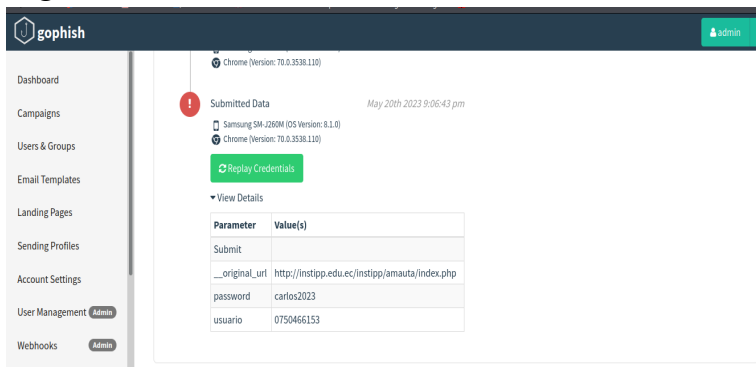 gophish
admin
Dashboard
Campaigns
Users & Groups
Email Templates
Landing Pages
Sending Profiles
Account Settings
User Management Admin
Webhooks Admin
Chrome (Version: 70.0.3538.110)
Submitted Data May 20th 2023 9:06:43 pm
Samsung SM-J260M (OS Version: 8.1.0)
Chrome (Version: 70.0.3538.110)
Replay Credentials
View Details
Parameter Value(s)
Submit
__original_url http://instipp.edu.ec/instipp/amauta/index.php
password carlos2023
usuario 0750466153